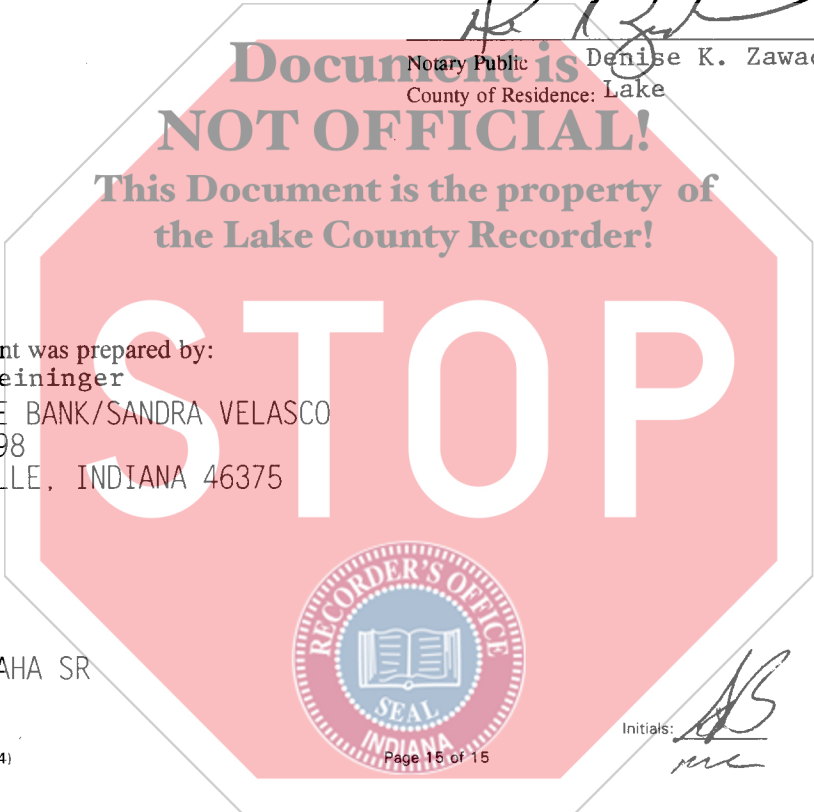 Document is
NOT OFFICIAL!
This Document is the property of
the Lake County Recorder!
STOP
Notary Public Denise K. Zawad
County of Residence: Lake
nt was prepared by:
eininger
E BANK/SANDRA VELASCO
98
LLE, INDIANA 46375
RECORDER'S OFFICE
SEAL
INDIANA
AHA SR
Initials:
4)
Page 15 of 15